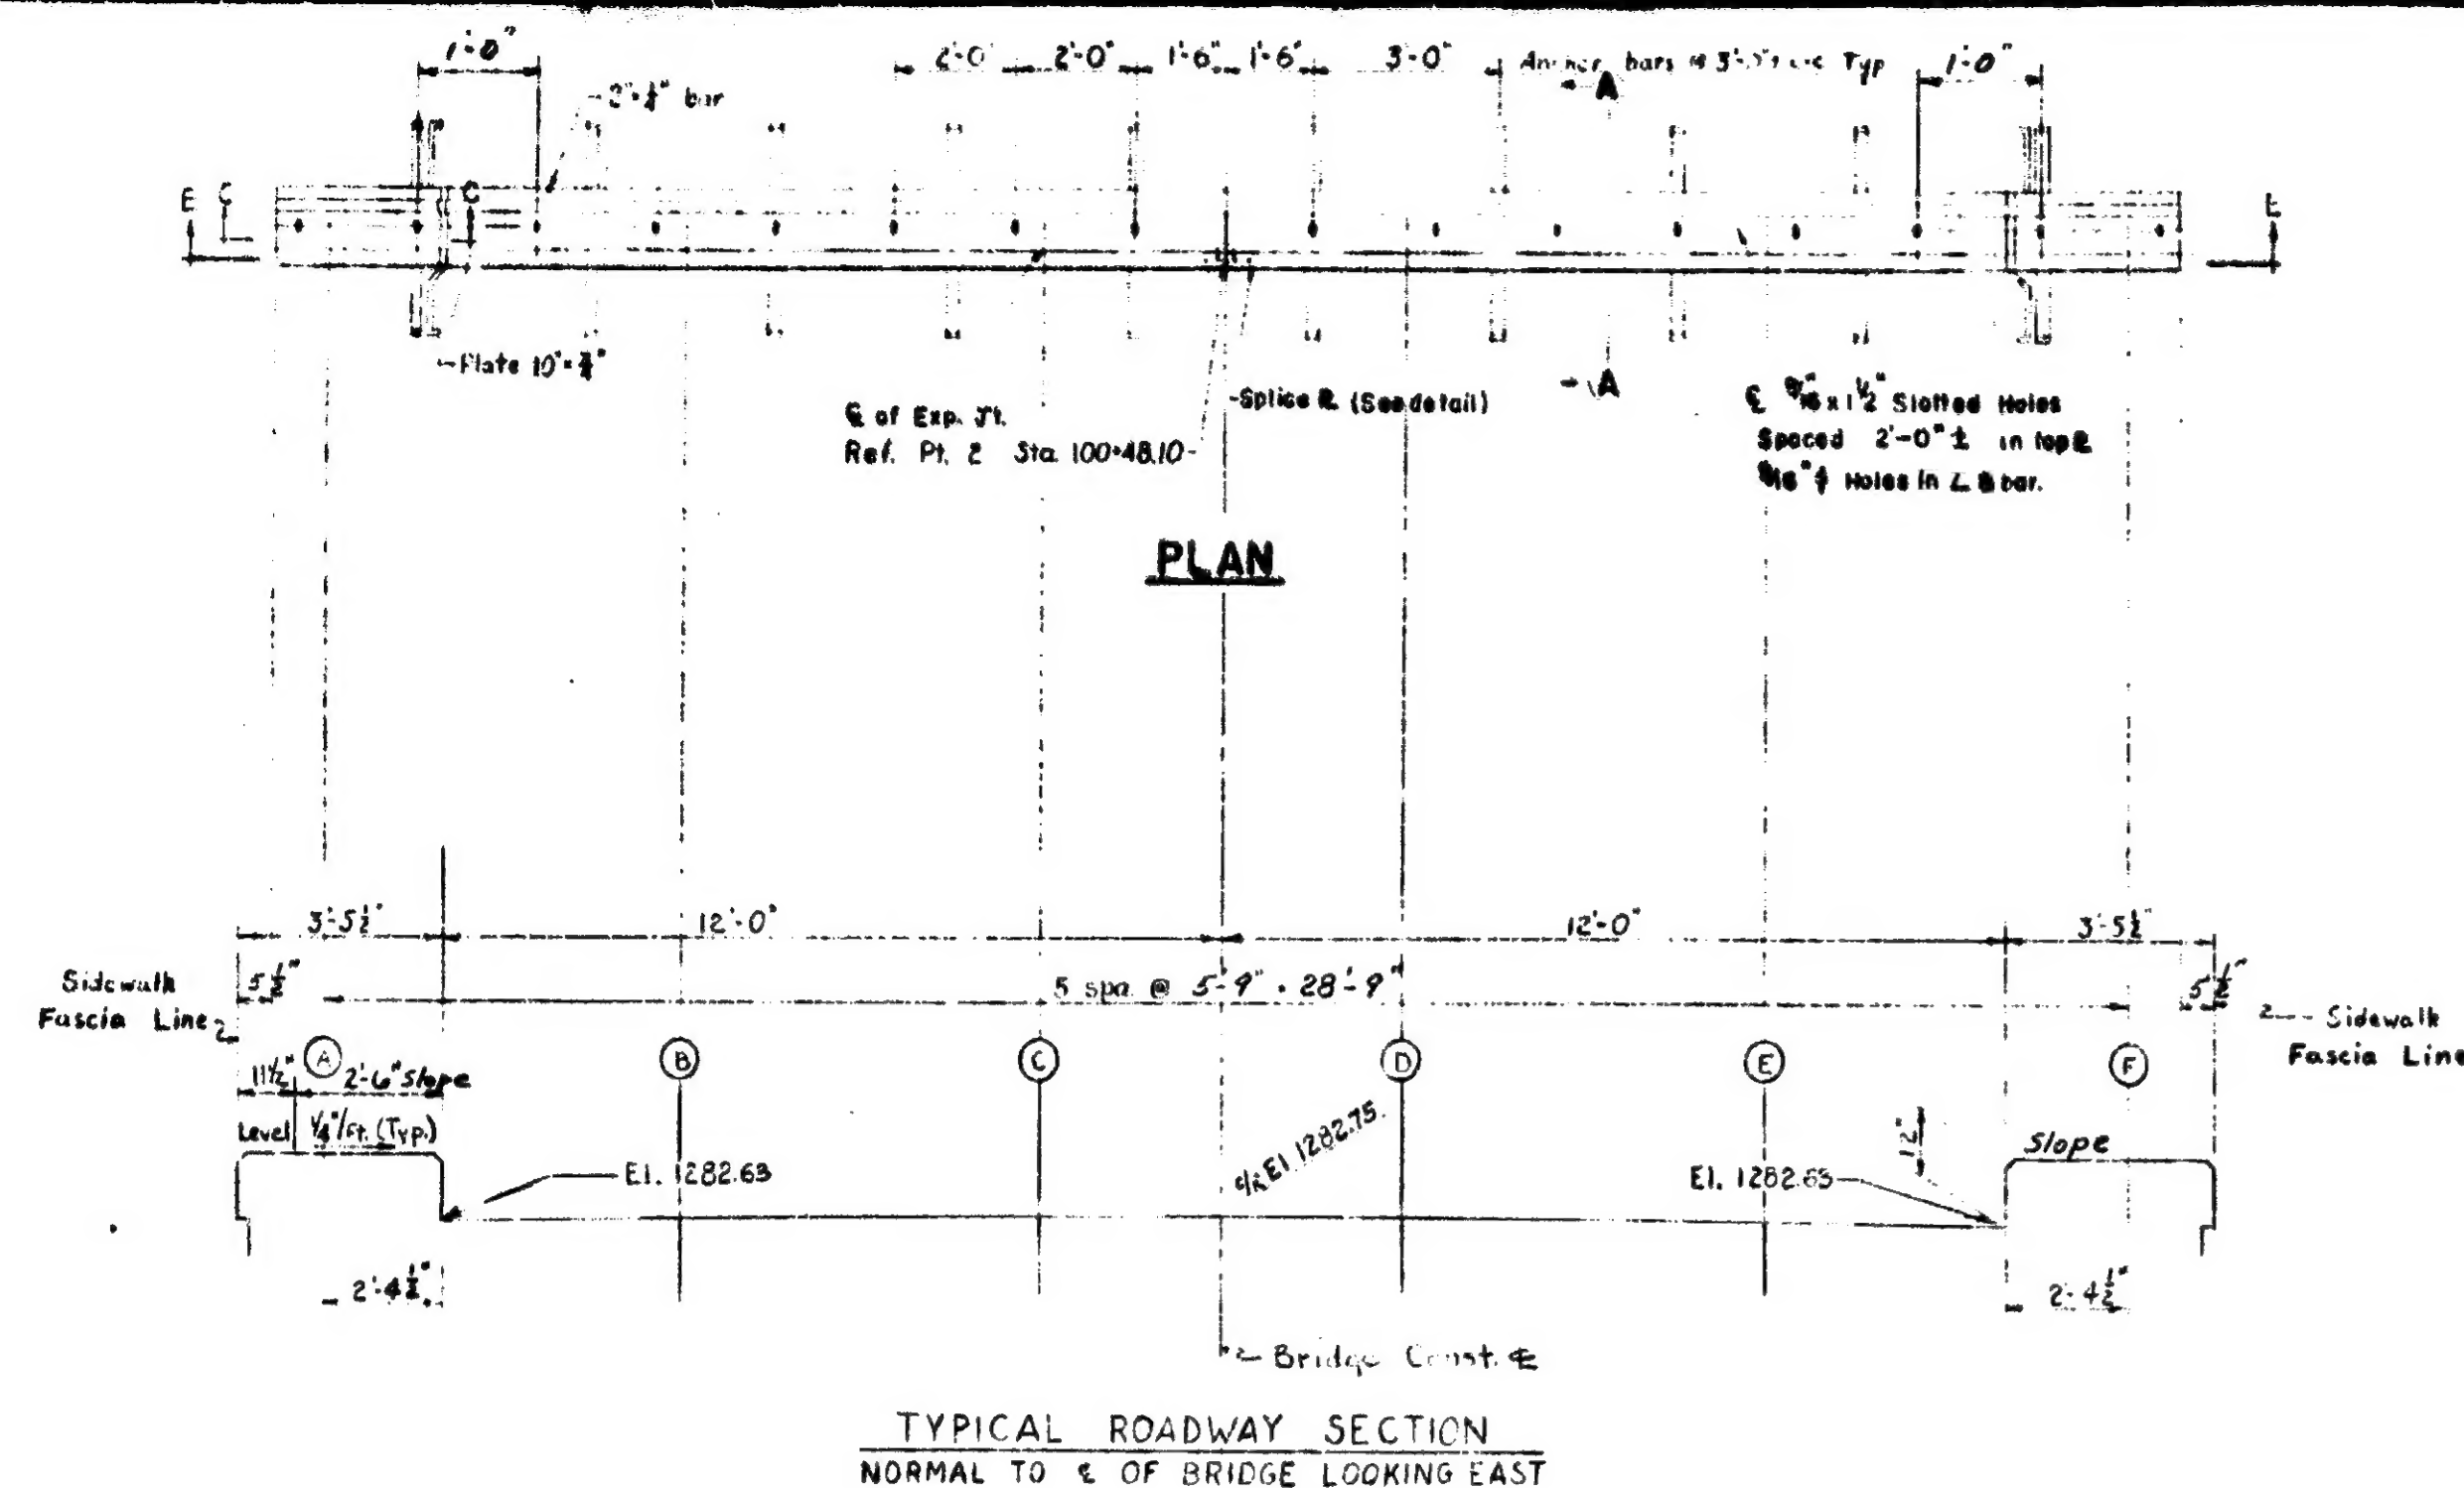 1'-0"
2'-0"
2'-0"
1'-6"
1'-6"
3'-0"
bars
Typ
1'-0"
A
bar
E
C
C
E
Plate 10"
A
℄ of Exp. Jt.
Ref. Pt. 2 Sta 100+48.10
Splice ℞ (See detail)
℄ 9/16" x 1 1/2" Slotted Holes
Spaced 2'-0" ± in top ℞
Holes in L & bar.
PLAN
3'-5½"
12'-0"
12'-0"
3'-5½"
Sidewalk
Fascia Line
5½"
5 spa @ 5'-9" = 28'-9"
5½"
Sidewalk
Fascia Line
A
B
C
D
E
F
11½"
2'-6" Slope
Level
¼"/ft. (Typ.)
El. 1282.63
El 1282.75
El. 1282.63
12"
Slope
2'-4½"
2'-4½"
Bridge Const. ℄
TYPICAL ROADWAY SECTION
NORMAL TO ℄ OF BRIDGE LOOKING EAST